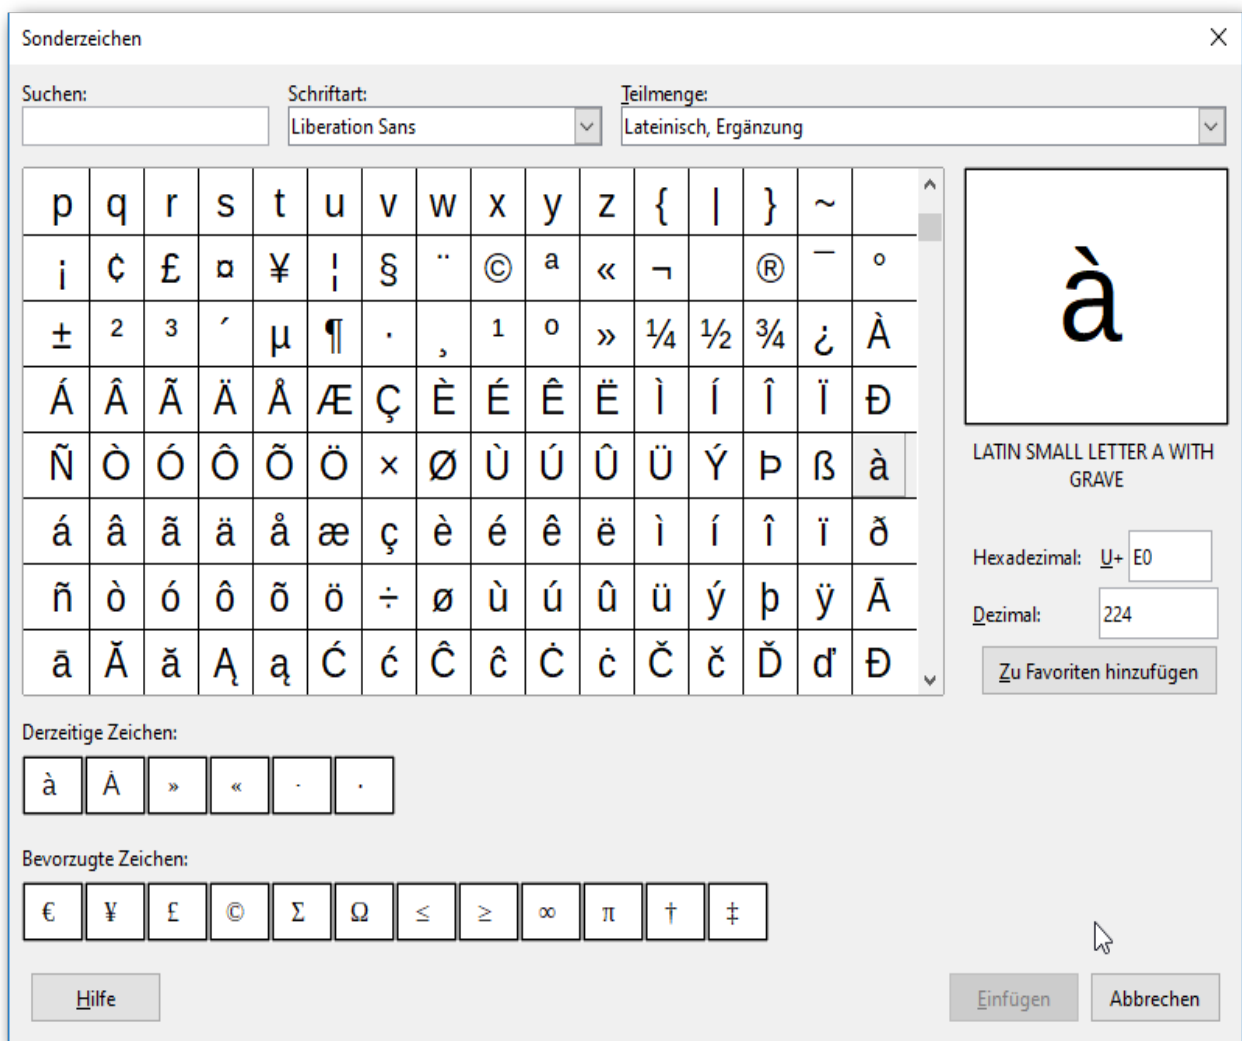 Sonderzeichen
Suchen: Schriftart: Teilmenge:
Liberation Sans Lateinisch, Ergänzung
p q r s t u v w x y z { | } ~
¡ ¢ £ ¤ ¥ ¦ § ¨ © ª « ¬ ® ¯ °
± ² ³ ´ µ ¶ · ¸ ¹ º » ¼ ½ ¾ ¿ À
Á Â Ã Ä Å Æ Ç È É Ê Ë Ì Í Î Ï Ð
Ñ Ò Ó Ô Õ Ö × Ø Ù Ú Û Ü Ý Þ ß à
á â ã ä å æ ç è é ê ë ì í î ï ð
ñ ò ó ô õ ö ÷ ø ù ú û ü ý þ ÿ Ā
ā Ă ă Ą ą Ć ć Ĉ ĉ Ċ ċ Č č Ď ď Đ
à
LATIN SMALL LETTER A WITH
GRAVE
Hexadezimal: U+ E0
Dezimal: 224
Zu Favoriten hinzufügen
Derzeitige Zeichen:
à Ȧ » « · ·
Bevorzugte Zeichen:
€ ¥ £ © Σ Ω ≤ ≥ ∞ π † ‡
Hilfe Einfügen Abbrechen